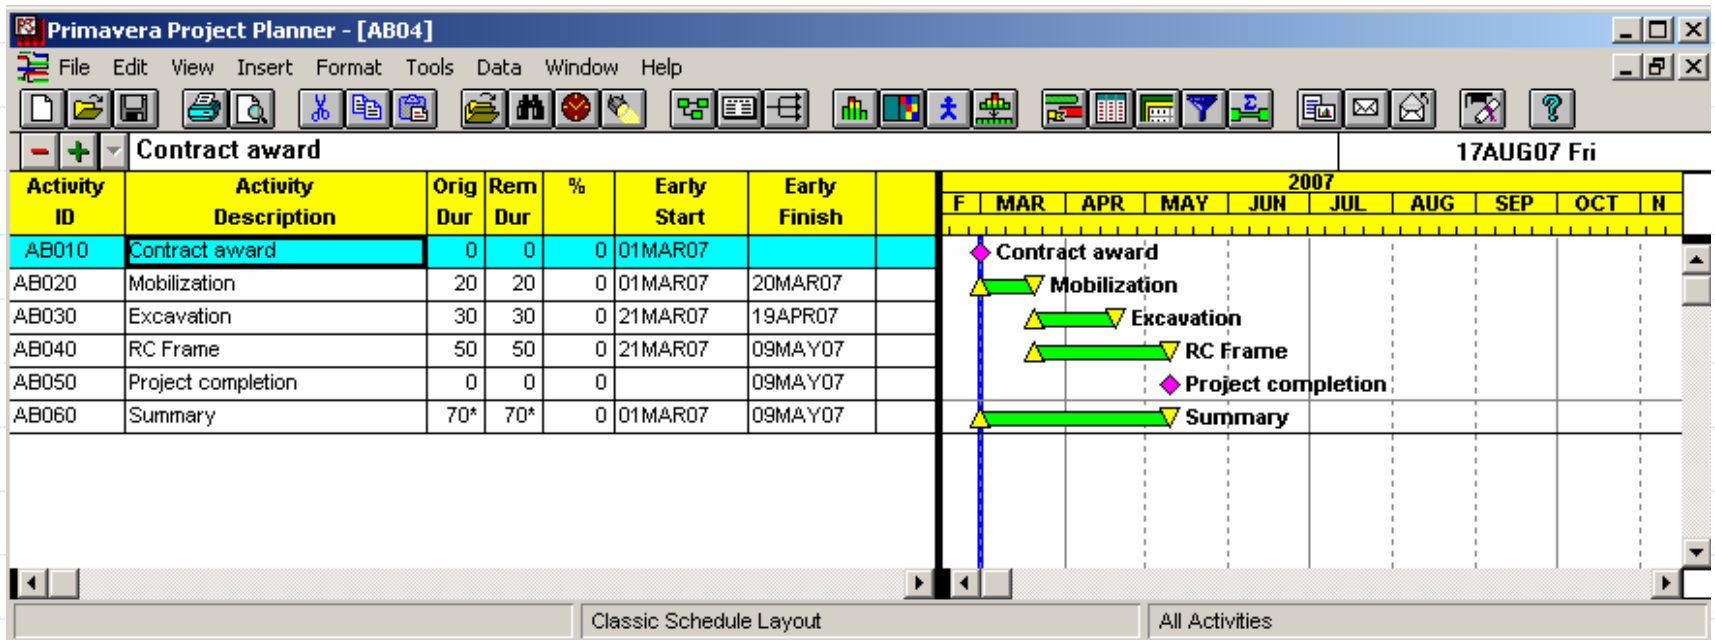 Primavera Project Planner - [AB04]
File Edit View Insert Format Tools Data Window Help
Contract award 17AUG07 Fri
Activity ID Activity Description Orig Dur Rem Dur % Early Start Early Finish
2007
F MAR APR MAY JUN JUL AUG SEP OCT N
AB010 Contract award 0 0 0 01MAR07 Contract award
AB020 Mobilization 20 20 0 01MAR07 20MAR07 Mobilization
AB030 Excavation 30 30 0 21MAR07 19APR07 Excavation
AB040 RC Frame 50 50 0 21MAR07 09MAY07 RC Frame
AB050 Project completion 0 0 0 09MAY07 Project completion
AB060 Summary 70* 70* 0 01MAR07 09MAY07 Summary
Classic Schedule Layout All Activities